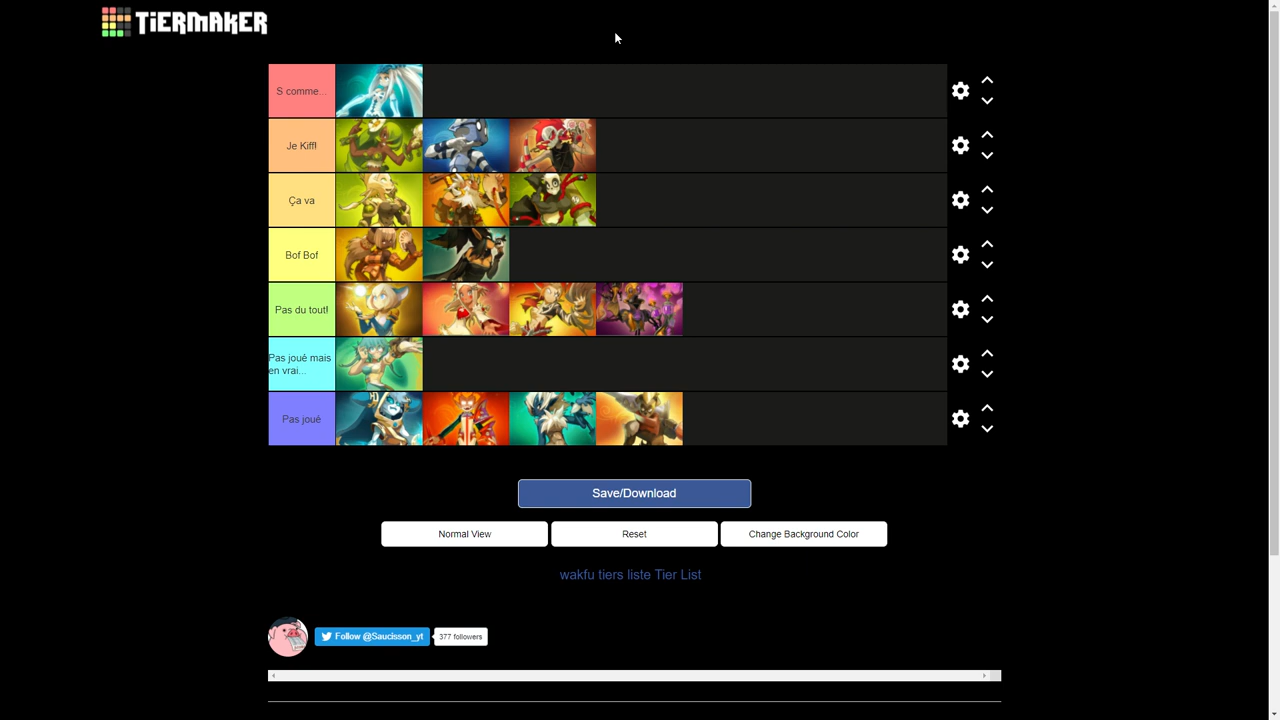 TiERMAKER
S comme...
Je Kiff!
Ça va
Bof Bof
Pas du tout!
Pas joué mais
en vrai...
Pas joué
Save/Download
Normal View
Reset
Change Background Color
wakfu tiers liste Tier List
Follow @Saucisson_yt
377 followers